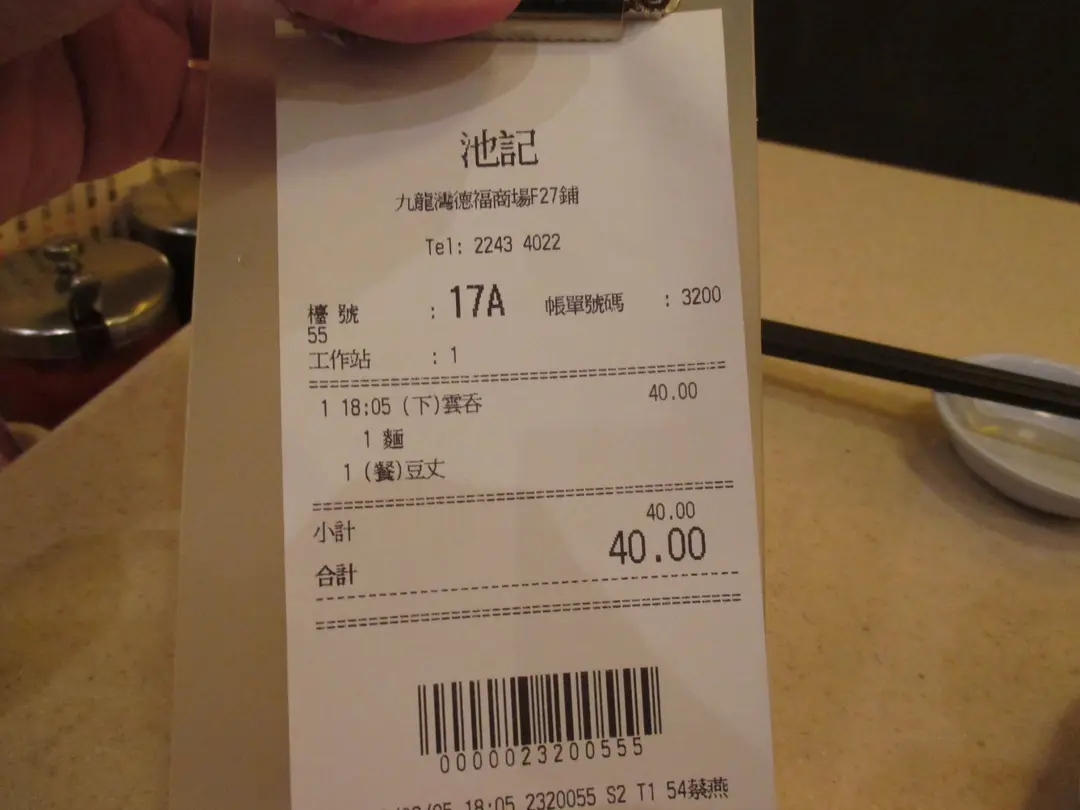 池記
九龍灣德福商場F27鋪
Tel: 2243 4022
檯 號 : 17A 帳單號碼 : 3200
55
工作站 : 1
1 18:05 (下)雲吞 40.00
1 麵
1 (餐)豆丈
小計 40.00
合計 40.00
0000023200555
/05 18:05 2320055 S2 T1 54蔡燕